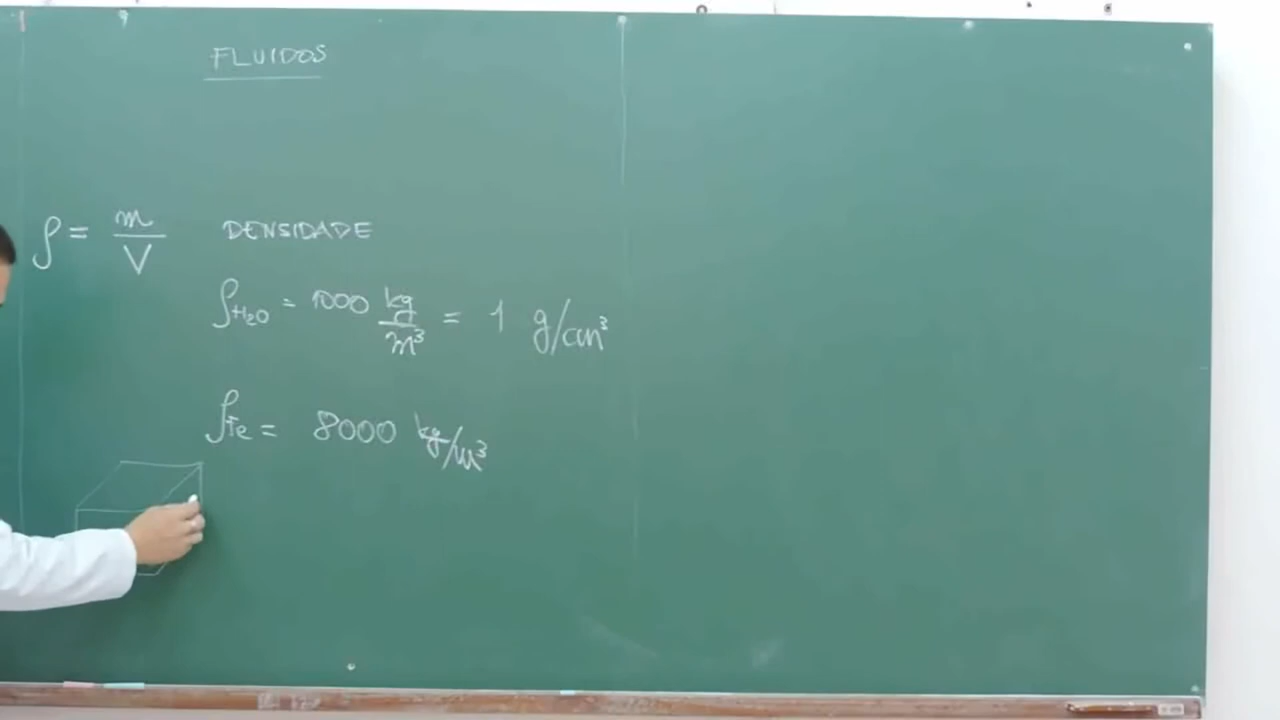 FLUIDOS
ρ = m/V DENSIDADE
ρH₂O = 1000 kg/m³ = 1 g/cm³
ρFe = 8000 kg/m³